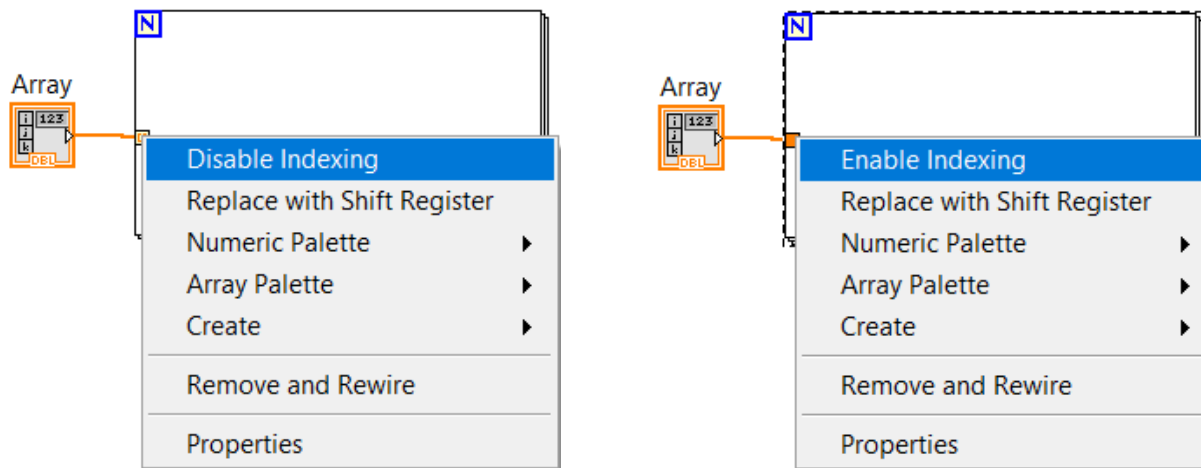 N
Array
i
j
k
123
DBL
Disable Indexing
Replace with Shift Register
Numeric Palette
Array Palette
Create
Remove and Rewire
Properties
N
Array
i
j
k
123
DBL
Enable Indexing
Replace with Shift Register
Numeric Palette
Array Palette
Create
Remove and Rewire
Properties